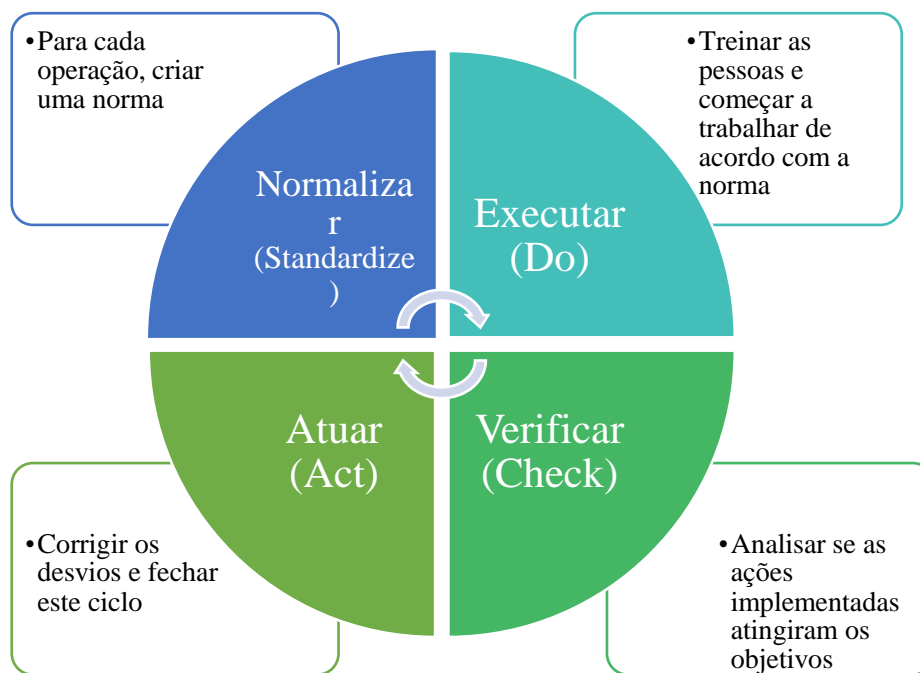 •Para cada
operação, criar
uma norma
•Treinar as
pessoas e
começar a
trabalhar de
acordo com a
norma
Normaliza
r
(Standardize
)
Executar
(Do)
Atuar
(Act)
Verificar
(Check)
•Corrigir os
desvios e fechar
este ciclo
•Analisar se as
ações
implementadas
atingiram os
objetivos